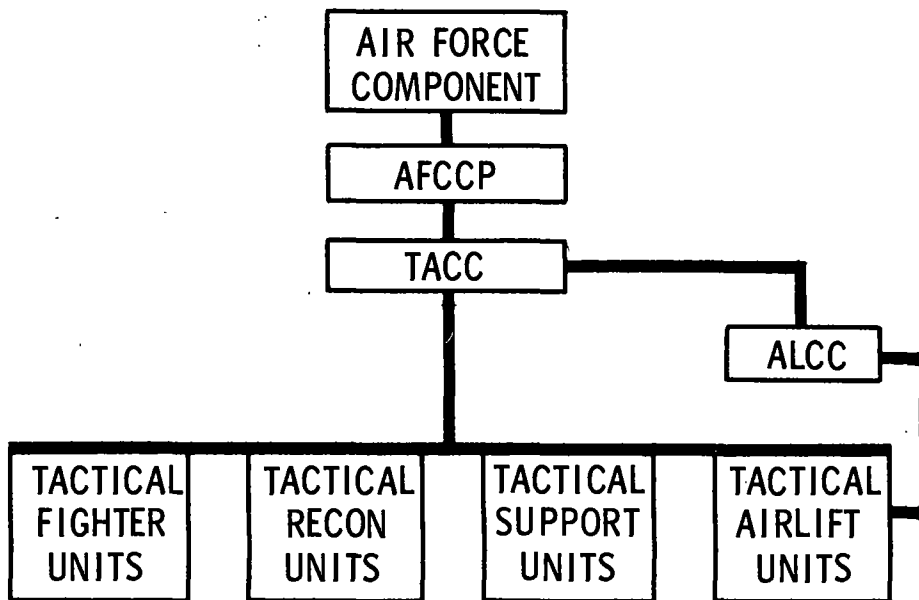 AIR FORCE
COMPONENT
AFCCP
TACC
ALCC
TACTICAL
FIGHTER
UNITS
TACTICAL
RECON
UNITS
TACTICAL
SUPPORT
UNITS
TACTICAL
AIRLIFT
UNITS